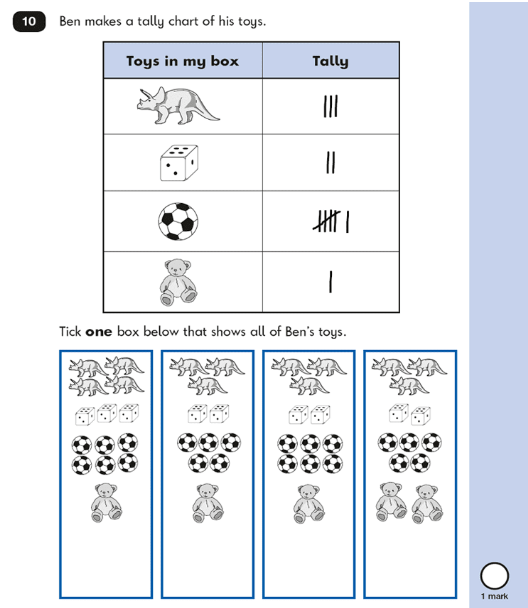 10 Ben makes a tally chart of his toys.
Toys in my box Tally
Tick one box below that shows all of Ben's toys.
1 mark